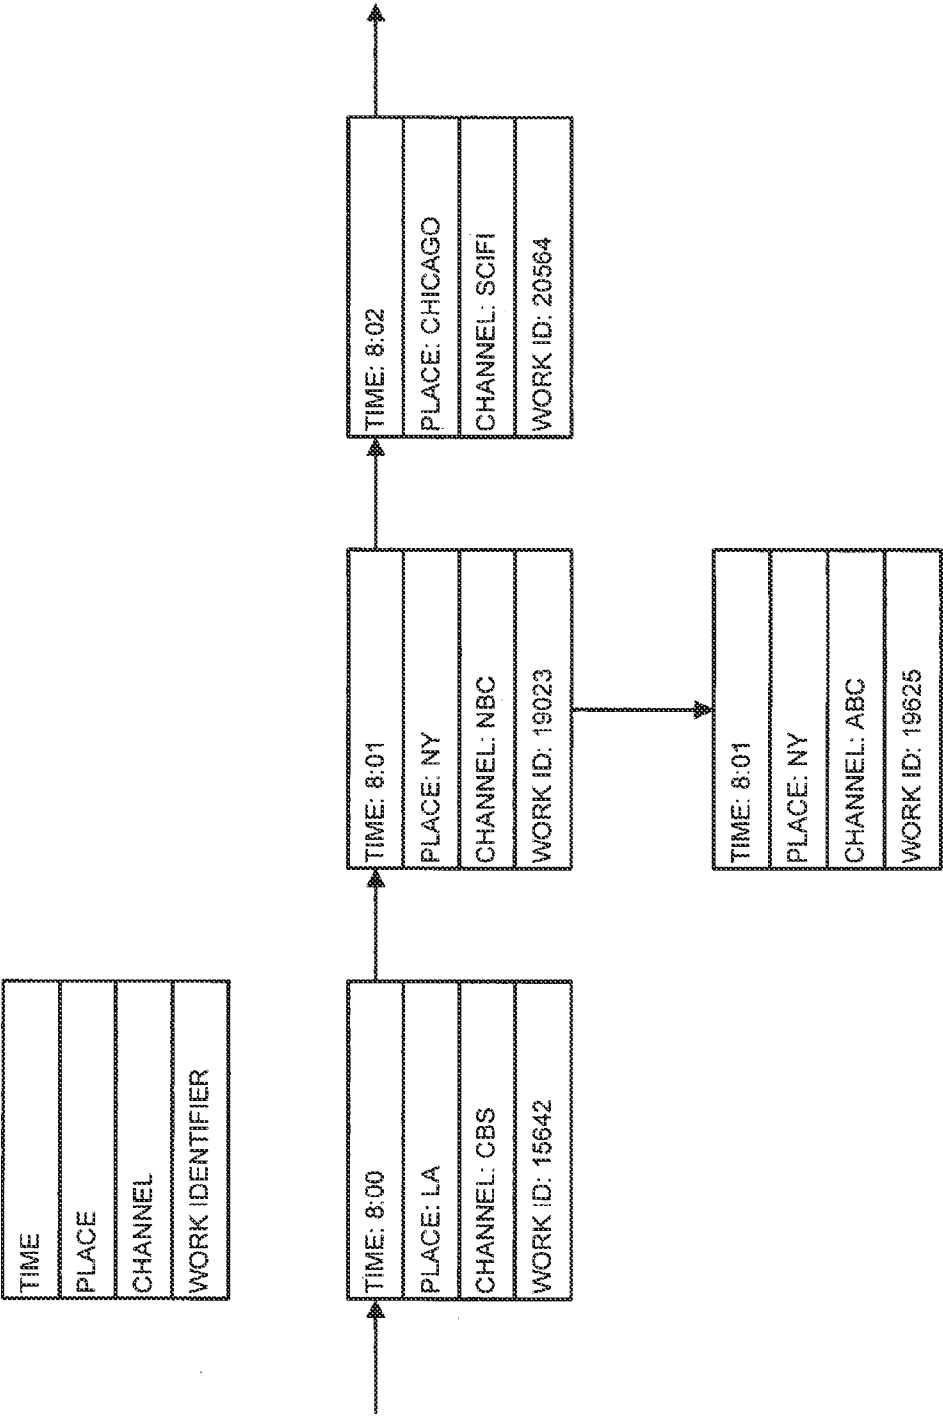 TIME
PLACE
CHANNEL
WORK IDENTIFIER
TIME: 8:00
PLACE: LA
CHANNEL: CBS
WORK ID: 15642
TIME: 8:01
PLACE: NY
CHANNEL: NBC
WORK ID: 19023
TIME: 8:02
PLACE: CHICAGO
CHANNEL: SCIFI
WORK ID: 20564
TIME: 8:01
PLACE: NY
CHANNEL: ABC
WORK ID: 19625